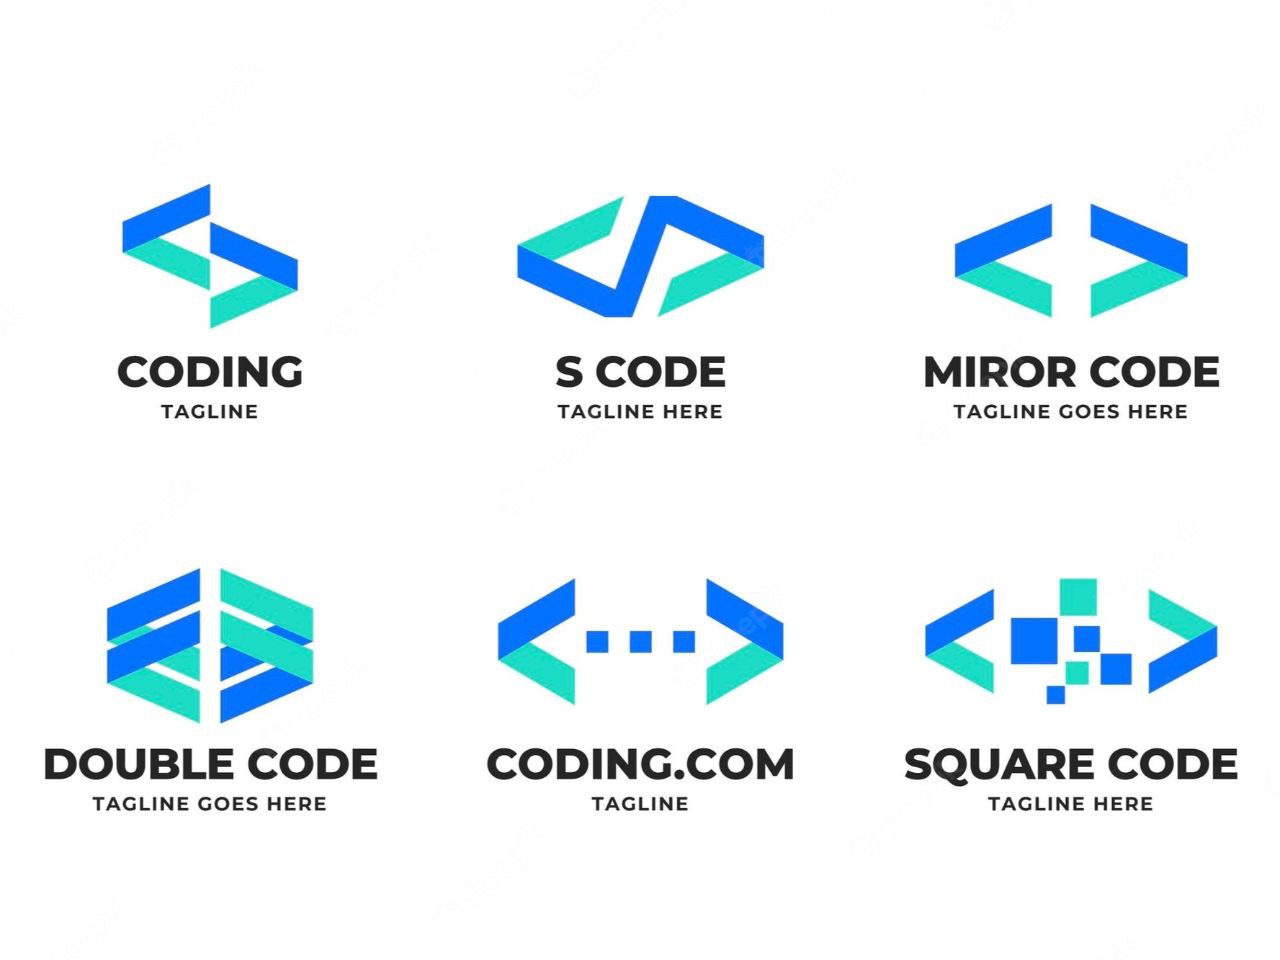 CODING
TAGLINE
S CODE
TAGLINE HERE
MIROR CODE
TAGLINE GOES HERE
DOUBLE CODE
TAGLINE GOES HERE
CODING.COM
TAGLINE
SQUARE CODE
TAGLINE HERE